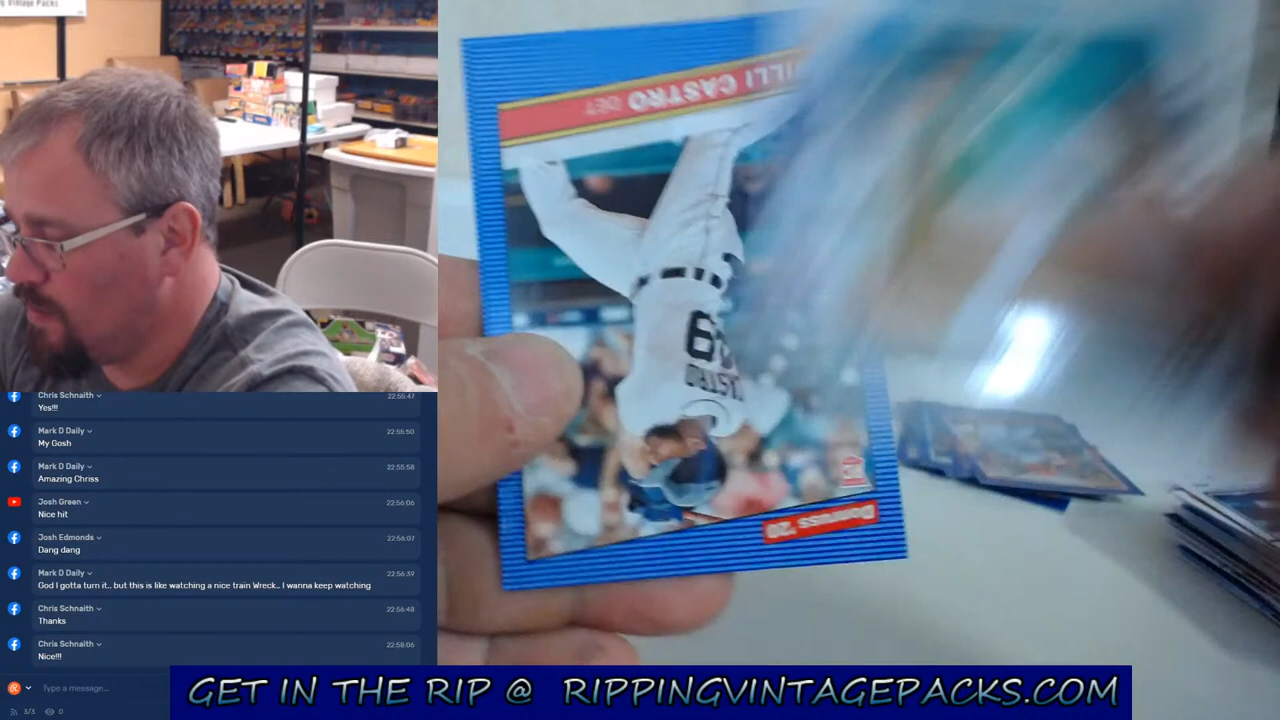 g Vintage Packs
ILLI CASTRO DET
CASTRO
Donruss '20
Chris Schnaith 22:55:47
Yes!!!
Mark D Daily 22:55:50
My Gosh
Mark D Daily 22:55:58
Amazing Chriss
Josh Green 22:56:06
Nice hit
Josh Edmonds 22:56:07
Dang dang
Mark D Daily 22:56:39
God I gotta turn it.. but this is like watching a nice train Wreck.. I wanna keep watching
Chris Schnaith 22:56:48
Thanks
Chris Schnaith 22:58:06
Nice!!!
Type a message...
3/3 0
GET IN THE RIP @ RIPPINGVINTAGEPACKS.COM